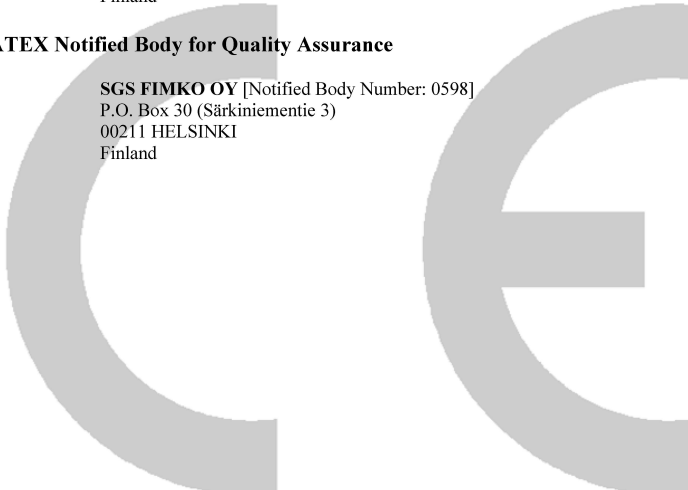 ATEX Notified Body for Quality Assurance
SGS FIMKO OY [Notified Body Number: 0598]
P.O. Box 30 (Särkiniementie 3)
00211 HELSINKI
Finland